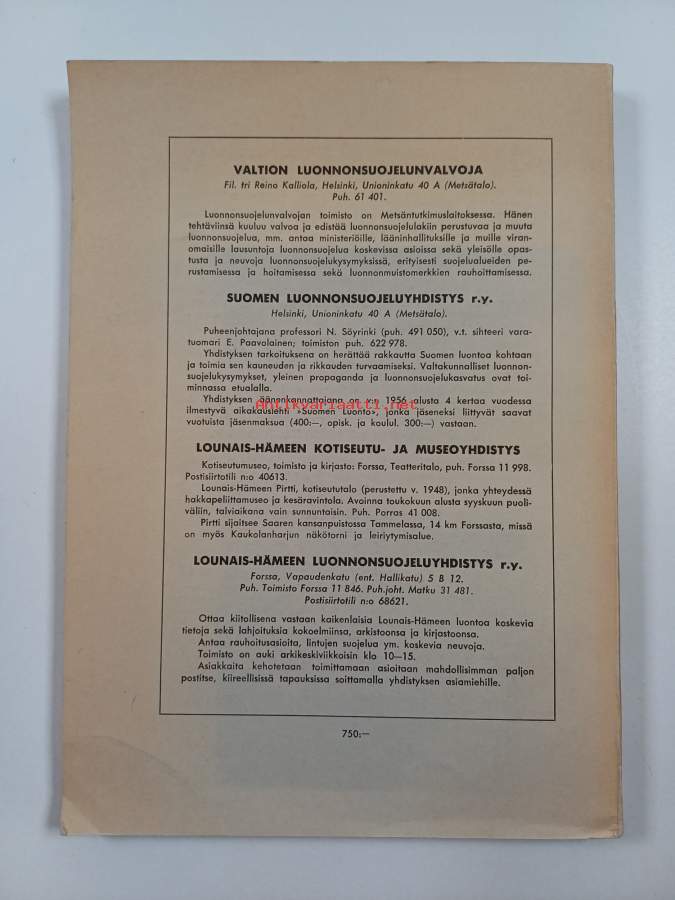 VALTION LUONNONSUOJELUNVALVOJA
Fil. tri Reino Kalliola, Helsinki, Unioninkatu 40 A (Metsätalo).
Puh. 61 401.
Luonnonsuojelunvalvojan toimisto on Metsäntutkimuslaitoksessa. Hänen
tehtäviinsä kuuluu valvoa ja edistää luonnonsuojelulakiin perustuvaa ja muuta
luonnonsuojelua, mm. antaa ministeriöille, lääninhallituksille ja muille viran-
omaisille lausuntoja luonnonsuojelua koskevissa asioissa sekä yleisölle opas-
tusta ja neuvoja luonnonsuojelukysymyksissä, erityisesti suojelualueiden pe-
rustamisessa ja hoitamisessa sekä luonnonmuistomerkkien rauhoittamisessa.
SUOMEN LUONNONSUOJELUYHDISTYS r.y.
Helsinki, Unioninkatu 40 A (Metsätalo).
Puheenjohtajana professori N. Söyrinki (puh. 491 050), v.t. sihteeri vara-
tuomari E. Paavolainen; toimiston puh. 622 978.
Yhdistyksen tarkoituksena on herättää rakkautta Suomen luontoa kohtaan
ja toimia sen kauneuden ja rikkauden turvaamiseksi. Valtakunnalliset luonnon-
suojelukysymykset, yleinen propaganda ja luonnonsuojelukasvatus ovat toi-
minnassa etualalla.
Yhdistyksen äänenkannattajana on v:n 1956 alusta 4 kertaa vuodessa
Antikvariaatti.net
ilmestyvä aikakauslehti »Suomen Luonto», jonka jäseneksi liittyvät saavat
vuotuista jäsenmaksua (400:—, opisk. ja koulul. 300:—) vastaan.
LOUNAIS-HÄMEEN KOTISEUTU- JA MUSEOYHDISTYS
Kotiseutumuseo, toimisto ja kirjasto: Forssa, Teatteritalo, puh. Forssa 11 998.
Postisiirtotili n:o 40613.
Lounais-Hämeen Pirtti, kotiseututalo (perustettu v. 1948), jonka yhteydessä
hakkapeliittamuseo ja kesäravintola. Avoinna toukokuun alusta syyskuun puoli-
väliin, talviaikana vain sunnuntaisin. Puh. Porras 41 008.
Pirtti sijaitsee Saaren kansanpuistossa Tammelassa, 14 km Forssasta, missä
on myös Kaukolanharjun näkötorni ja leiriytymisalue.
LOUNAIS-HÄMEEN LUONNONSUOJELUYHDISTYS r.y.
Forssa, Vapaudenkatu (ent. Hallikatu) 5 B 12.
Puh. Toimisto Forssa 11 846. Puh.joht. Matku 31 481.
Postisiirtotili n:o 68621.
Ottaa kiitollisena vastaan kaikenlaisia Lounais-Hämeen luontoa koskevia
tietoja sekä lahjoituksia kokoelmiinsa, arkistoonsa ja kirjastoonsa.
Antaa rauhoitusasioita, lintujen suojelua ym. koskevia neuvoja.
Toimisto on auki arkikeskiviikkoisin klo 10—15.
Asiakkaita kehotetaan toimittamaan asioitaan mahdollisimman paljon
postitse, kiireellisissä tapauksissa soittamalla yhdistyksen asiamiehille.
750:—